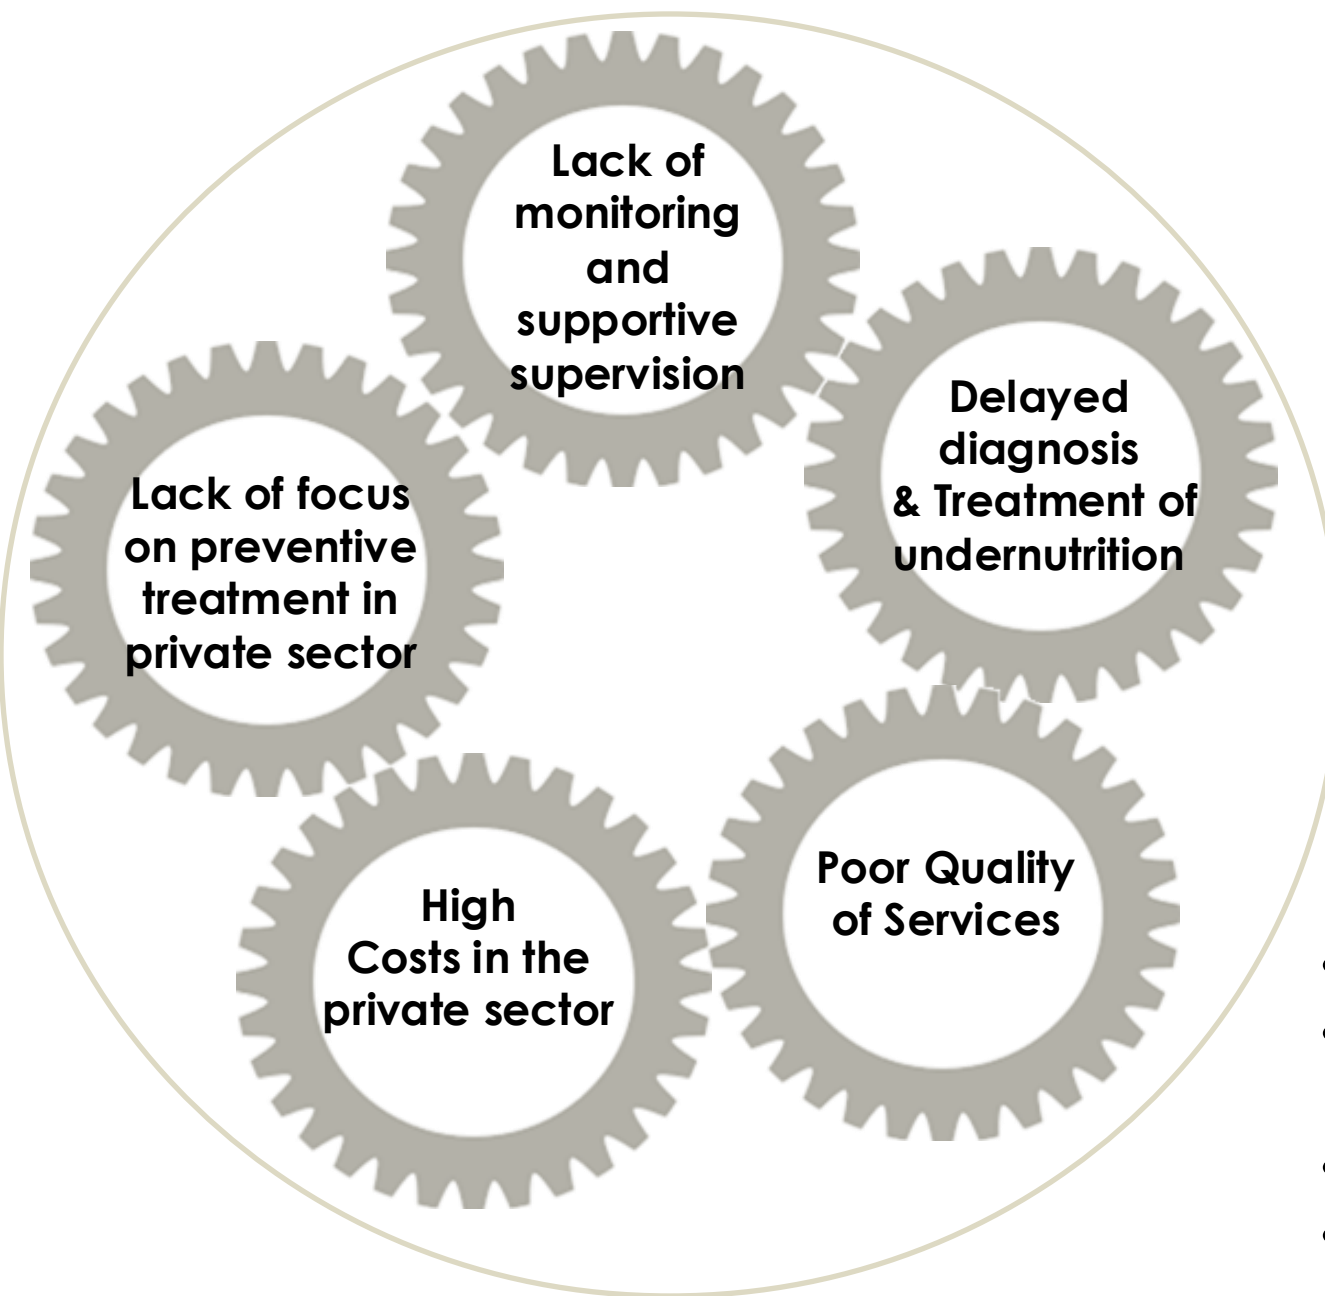 Lack of
monitoring
and
supportive
supervision
Delayed
diagnosis
& Treatment of
undernutrition
Lack of focus
on preventive
treatment in
private sector
Poor Quality
of Services
High
Costs in the
private sector